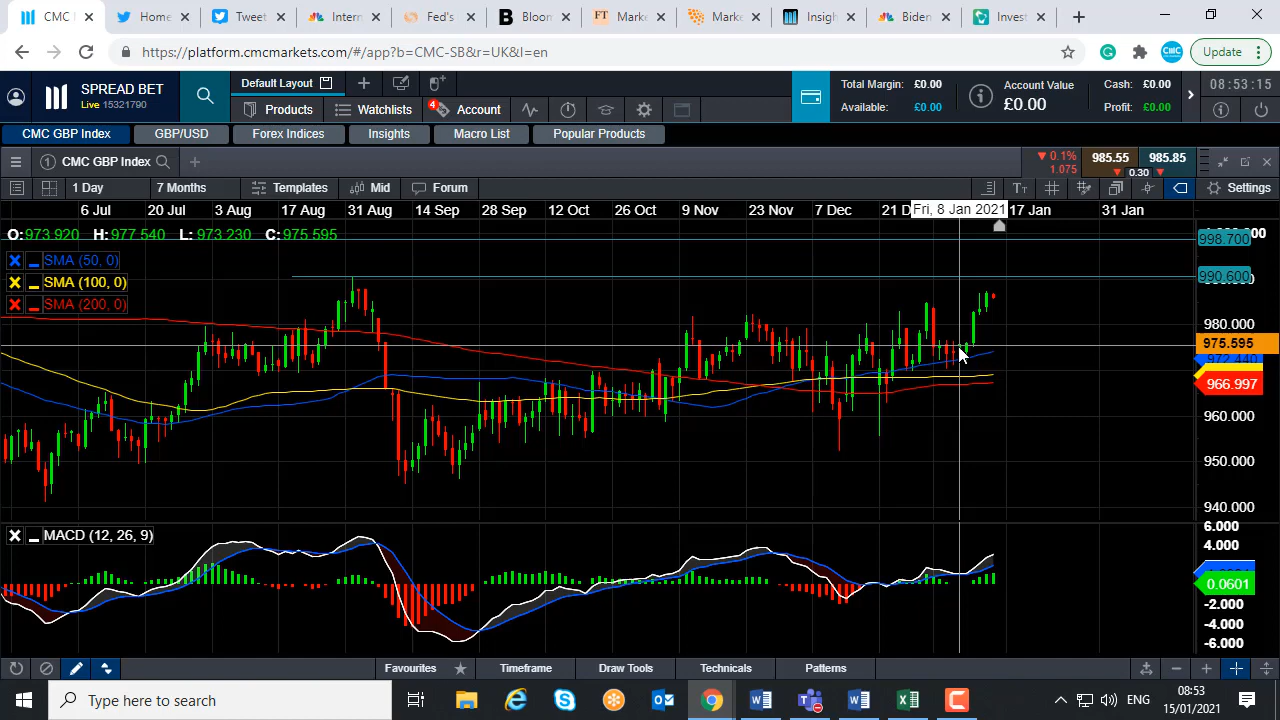 CMC
Home
Tweet
Intern
Fed's
Bloom
Marke
Marke
Insigh
Biden
Invest
https://platform.cmcmarkets.com/#/app?b=CMC-SB&r=UK&l=en
Update
SPREAD BET
Live 15321790
Default Layout
Products
Watchlists
4
Account
Total Margin: £0.00
Available: £0.00
Account Value
£0.00
Cash: £0.00
Profit: £0.00
08:53:15
CMC GBP Index
GBP/USD
Forex Indices
Insights
Macro List
Popular Products
1 CMC GBP Index
0.1%
1.075
985.55
985.85
0.30
1 Day
7 Months
Templates
Mid
Forum
Settings
6 Jul
20 Jul
3 Aug
17 Aug
31 Aug
14 Sep
28 Sep
12 Oct
26 Oct
9 Nov
23 Nov
7 Dec
21 D
Fri, 8 Jan 2021
17 Jan
31 Jan
O:973.920 H: 977.540 L: 973.230 C:975.595
SMA (50, 0)
SMA (100, 0)
SMA (200, 0)
998.700
990.600
980.000
975.595
966.997
960.000
950.000
940.000
MACD (12, 26, 9)
6.000
4.000
0.0601
-2.000
-4.000
-6.000
Favourites
Timeframe
Draw Tools
Technicals
Patterns
Type here to search
ENG
08:53
15/01/2021